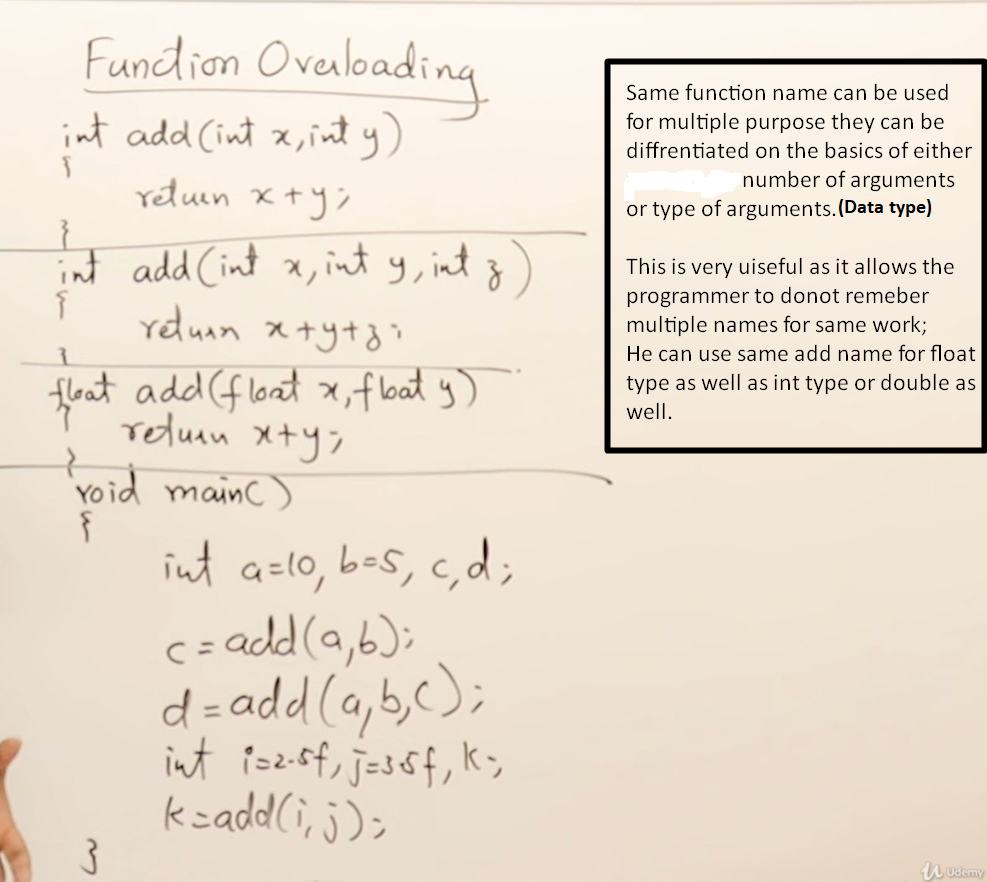 Function Overloading
int add(int x, int y)
{
return x+y;
}
int add(int x, int y, int z)
{
return x+y+z;
}
float add(float x, float y)
{
return x+y;
}
void main()
{
int a=10, b=5, c,d;
c=add(a,b);
d=add(a,b,c);
int i=2.5f, j=3.5f, k;
k=add(i,j);
}
Same function name can be used
for multiple purpose they can be
diffrentiated on the basics of either
number of arguments
or type of arguments.(Data type)
This is very uiseful as it allows the
programmer to donot remeber
multiple names for same work;
He can use same add name for float
type as well as int type or double as
well.
Udemy